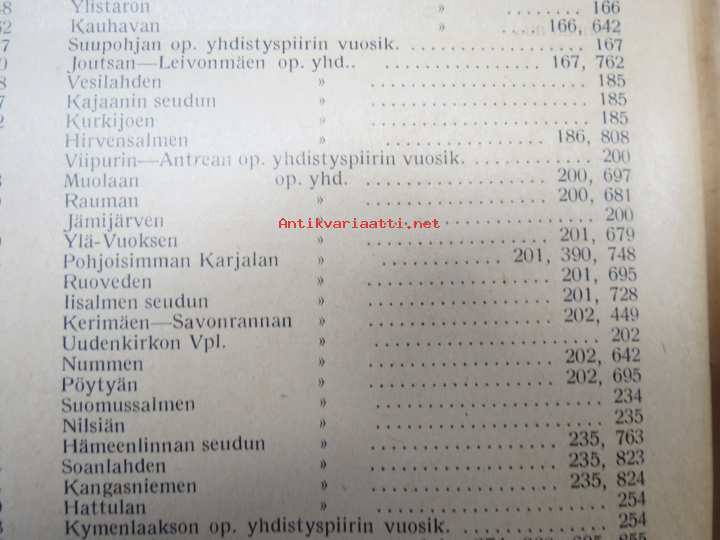 Ylistaron » ........ 166
Kauhavan » .... 166, 642
Suupohjan op. yhdistyspiirin vuosik. ................ 167
Joutsan—Leivonmäen op. yhd.. ................ 167, 762
Vesilahden » ...................... 185
Kajaanin seudun » ...................... 185
Kurkijoen » ...................... 185
Hirvensalmen » ................ 186, 808
Viipurin—Antrean op. yhdistyspiirin vuosik. ............ 200
Muolaan op. yhd. .................. 200, 697
Rauman » .................. 200, 681
Jämijärven » ...................... 200
Antikvariaatti.net
Ylä-Vuoksen » .................. 201, 679
Pohjoisimman Karjalan » ............ 201, 390, 748
Ruoveden » .................. 201, 695
Iisalmen seudun » .................. 201, 728
Kerimäen—Savonrannan » .................. 202, 449
Uudenkirkon Vpl. » ...................... 202
Nummen » .................. 202, 642
Pöytyän » .................. 202, 695
Suomussalmen » ...................... 234
Nilsiän » ...................... 235
Hämeenlinnan seudun » .................. 235, 763
Soanlahden » .................. 235, 823
Kangasniemen » .................. 235, 824
Hattulan » ...................... 254
Kymenlaakson op. yhdistyspiirin vuosik. .............. 254